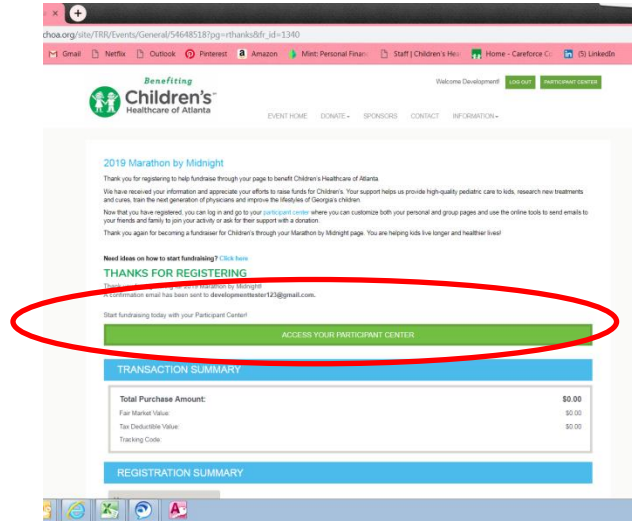 choa.org/site/TRR/Events/General/54648518?pg=rthanks&fr_id=1340
Gmail Netflix Outlook Pinterest Amazon Mint: Personal Finan Staff | Children's Hea Home - Careforce Co (5) LinkedIn
Benefiting
Children's
Healthcare of Atlanta
Welcome Development! LOG OUT PARTICIPANT CENTER
EVENT HOME DONATE SPONSORS CONTACT INFORMATION
2019 Marathon by Midnight
Thank you for registering to help fundraise through your page to benefit Children's Healthcare of Atlanta.
We have received your information and appreciate your efforts to raise funds for Children's. Your support helps us provide high-quality pediatric care to kids, research new treatments
and cures, train the next generation of physicians and improve the lifestyles of Georgia's children.
Now that you have registered, you can log in and go to your participant center where you can customize both your personal and group pages and use the online tools to send emails to
your friends and family to join your activity or ask for their support with a donation.
Thank you again for becoming a fundraiser for Children's through your Marathon by Midnight page. You are helping kids live longer and healthier lives!
Need ideas on how to start fundraising? Click here
THANKS FOR REGISTERING
Thank you for registering for 2019 Marathon by Midnight!
A confirmation email has been sent to developmenttester123@gmail.com.
Start fundraising today with your Participant Center!
ACCESS YOUR PARTICIPANT CENTER
TRANSACTION SUMMARY
Total Purchase Amount: $0.00
Fair Market Value: $0.00
Tax Deductible Value: $0.00
Tracking Code:
REGISTRATION SUMMARY